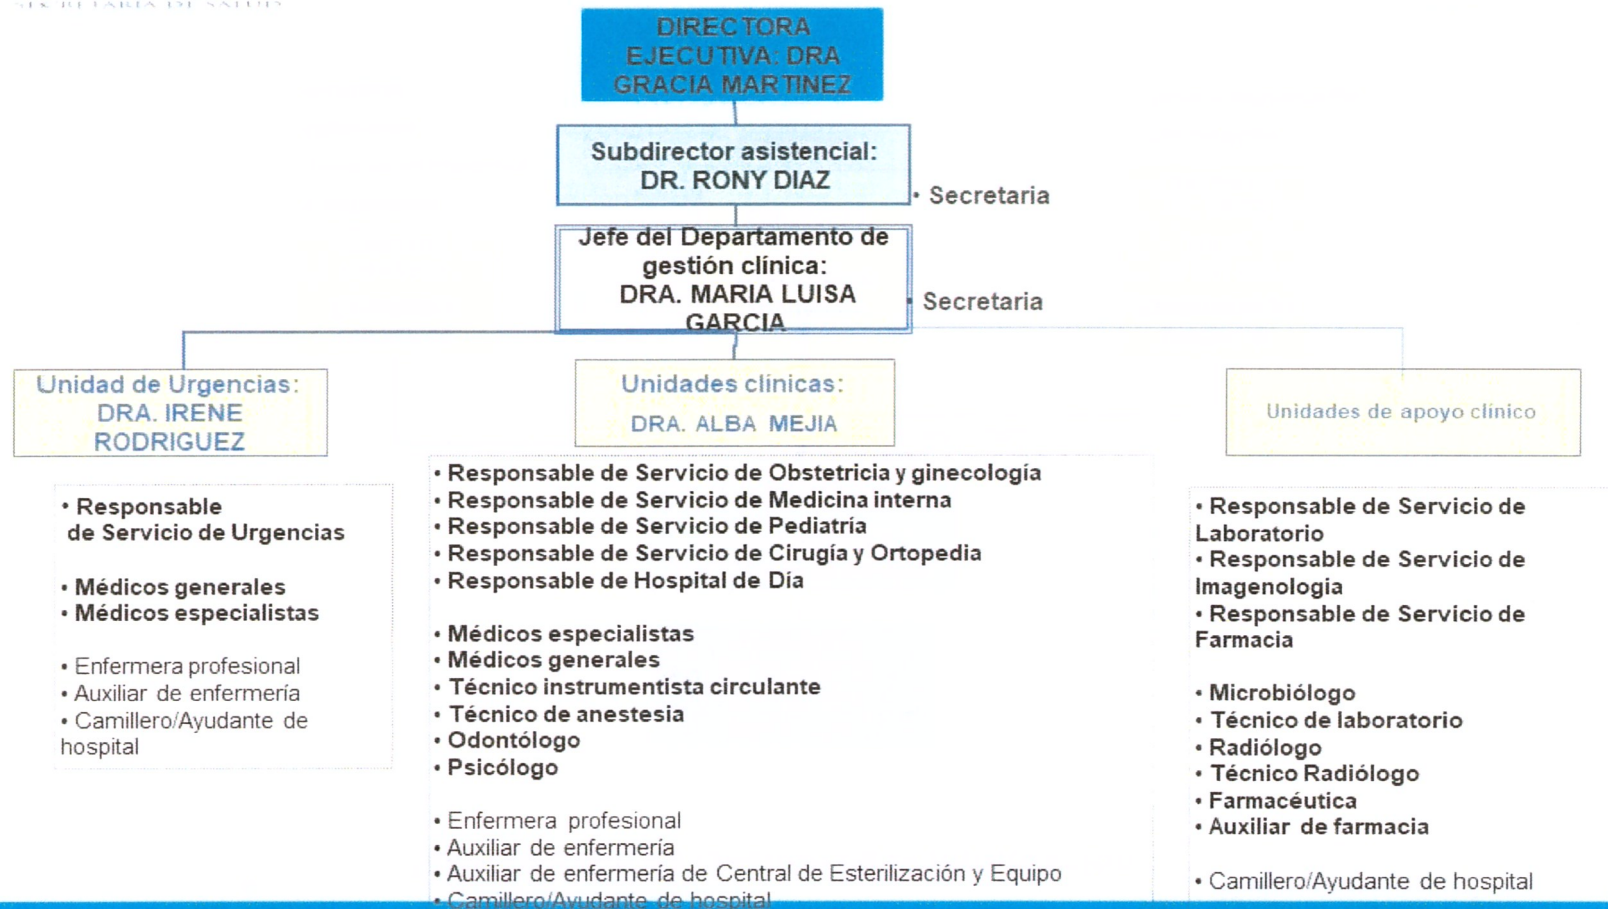 SECRETARIA DE SALUD
DIRECTORA
EJECUTIVA: DRA
GRACIA MARTINEZ
Subdirector asistencial:
DR. RONY DIAZ
• Secretaria
Jefe del Departamento de
gestión clínica:
DRA. MARIA LUISA
GARCIA
• Secretaria
Unidad de Urgencias:
DRA. IRENE
RODRIGUEZ
Unidades clínicas:
DRA. ALBA MEJIA
Unidades de apoyo clínico
• Responsable
de Servicio de Urgencias
• Médicos generales
• Médicos especialistas
• Enfermera profesional
• Auxiliar de enfermería
• Camillero/Ayudante de
hospital
• Responsable de Servicio de Obstetricia y ginecología
• Responsable de Servicio de Medicina interna
• Responsable de Servicio de Pediatría
• Responsable de Servicio de Cirugía y Ortopedia
• Responsable de Hospital de Día
• Médicos especialistas
• Médicos generales
• Técnico instrumentista circulante
• Técnico de anestesia
• Odontólogo
• Psicólogo
• Enfermera profesional
• Auxiliar de enfermería
• Auxiliar de enfermería de Central de Esterilización y Equipo
• Camillero/Ayudante de hospital
• Responsable de Servicio de
Laboratorio
• Responsable de Servicio de
Imagenologia
• Responsable de Servicio de
Farmacia
• Microbiólogo
• Técnico de laboratorio
• Radiólogo
• Técnico Radiólogo
• Farmacéutica
• Auxiliar de farmacia
• Camillero/Ayudante de hospital